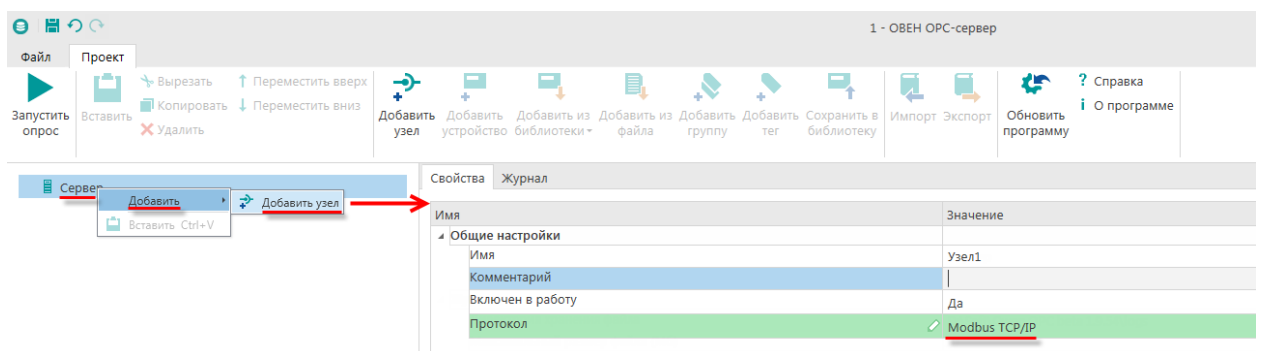 1 - ОВЕН OPC-сервер
Файл Проект
Запустить опрос
Вставить
Вырезать
Копировать
Удалить
Переместить вверх
Переместить вниз
Добавить узел
Добавить устройство
Добавить из библиотеки
Добавить из файла
Добавить группу
Добавить тег
Сохранить в библиотеку
Импорт
Экспорт
Обновить программу
? Справка
i О программе
Сервер
Добавить
Добавить узел
Вставить Ctrl+V
Свойства Журнал
Имя Значение
Общие настройки
Имя Узел1
Комментарий
Включен в работу Да
Протокол Modbus TCP/IP